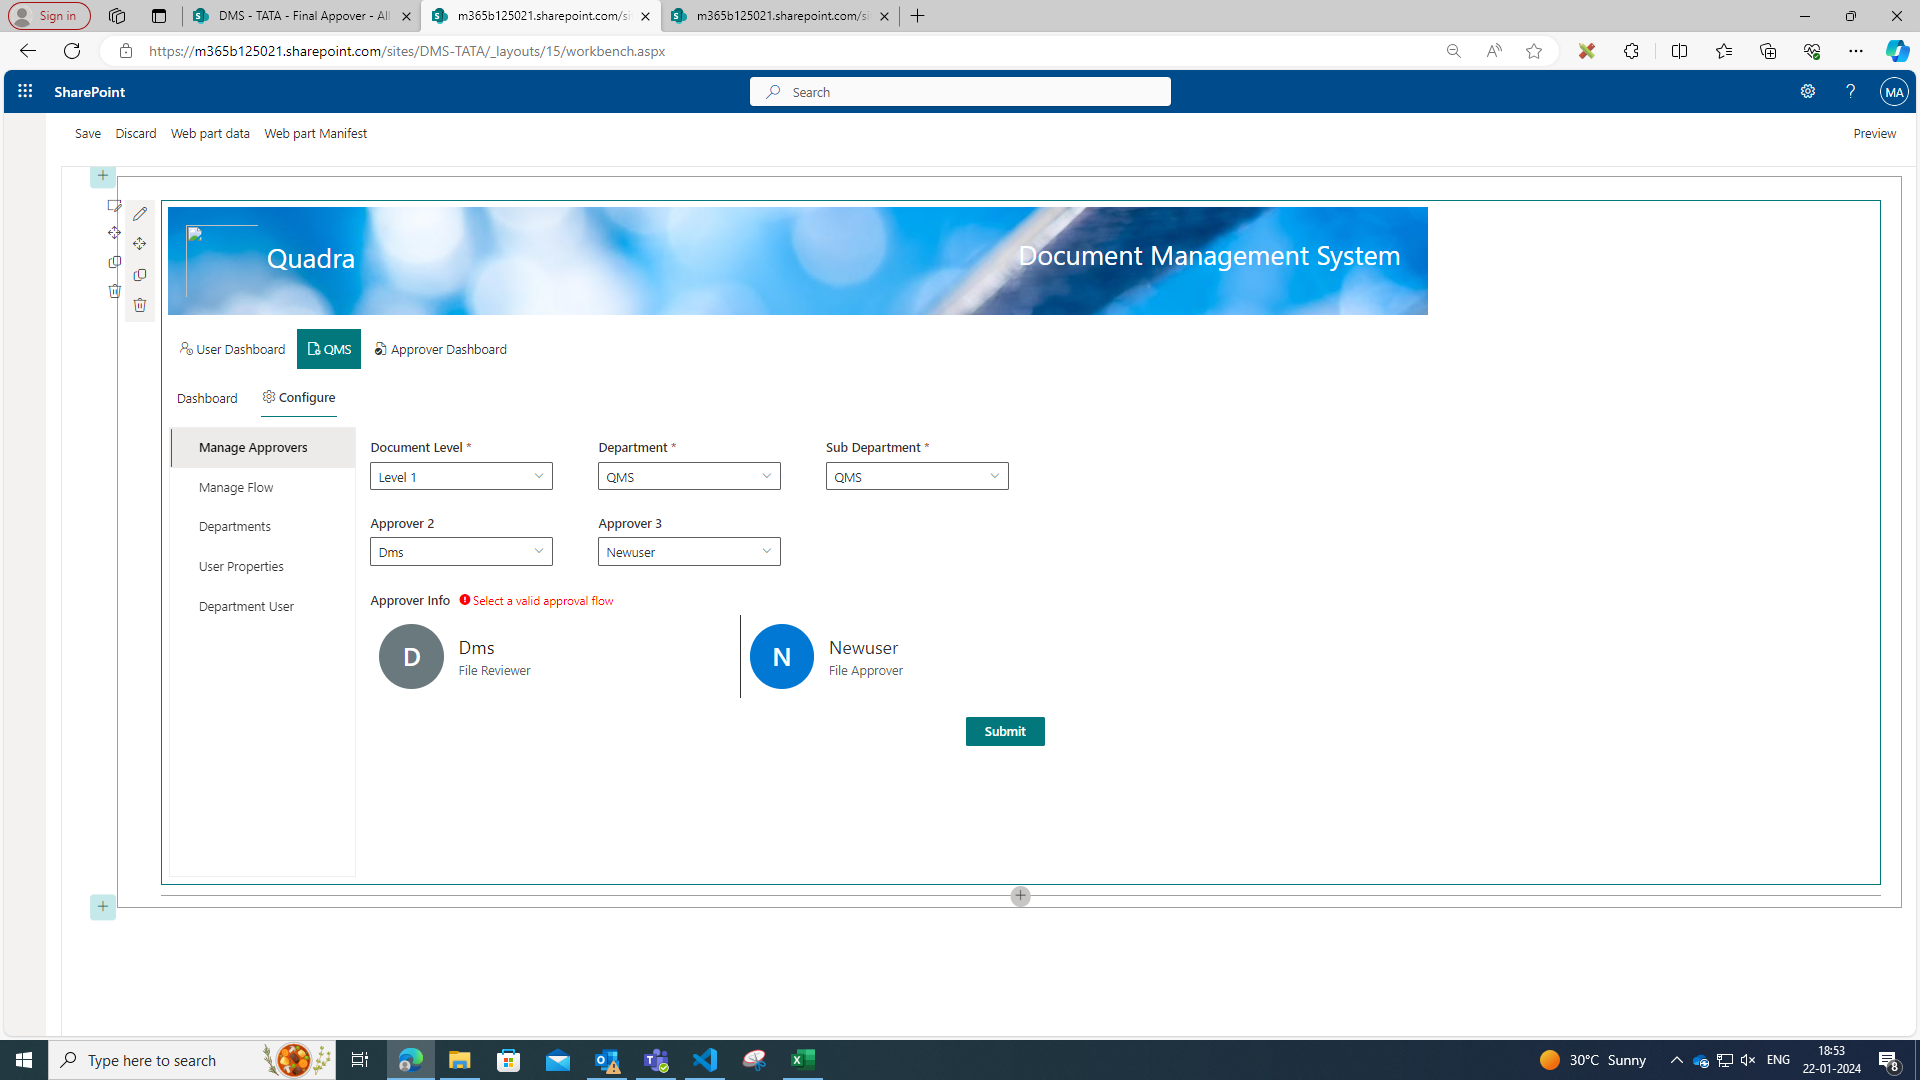 Sign in
DMS - TATA - Final Appover - All
m365b125021.sharepoint.com/si
m365b125021.sharepoint.com/si
https://m365b125021.sharepoint.com/sites/DMS-TATA/_layouts/15/workbench.aspx
SharePoint
Search
?
MA
Save Discard Web part data Web part Manifest
Preview
Quadra
Document Management System
User Dashboard QMS Approver Dashboard
Dashboard Configure
Manage Approvers
Manage Flow
Departments
User Properties
Department User
Document Level * Department * Sub Department *
Level 1 QMS QMS
Approver 2 Approver 3
Dms Newuser
Approver Info Select a valid approval flow
D Dms
File Reviewer
N Newuser
File Approver
Submit
Type here to search
30°C Sunny
ENG
18:53
22-01-2024
8